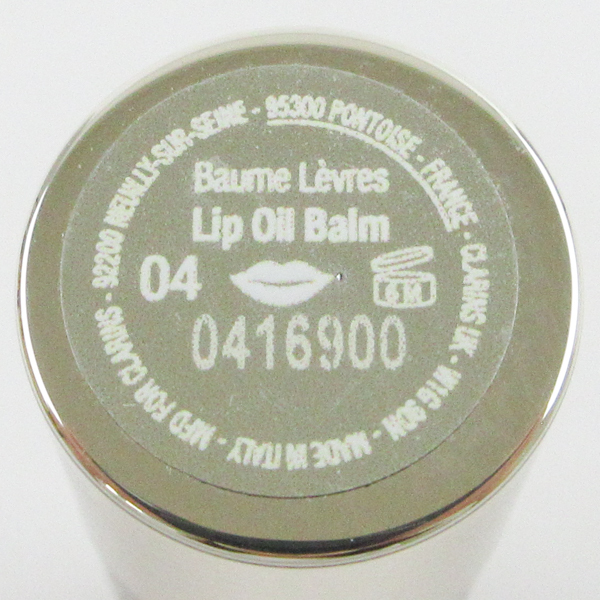 Baume Lèvres
Lip Oil Balm
04
6M
0416900
92200 NEUILLY-SUR-SEINE - 95300 PONTOISE - FRANCE - CLARINS UK - W1G 9DH - MADE IN ITALY - MFD FOR CLARINS -